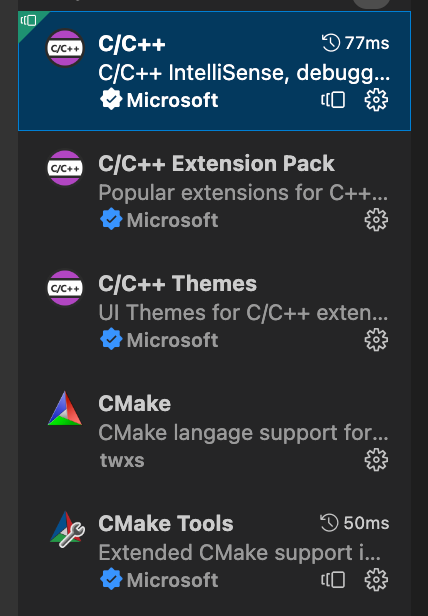 C/C++
C/C++ 77ms
C/C++ IntelliSense, debugg...
Microsoft
C/C++
C/C++ Extension Pack
Popular extensions for C++...
Microsoft
C/C++
C/C++ Themes
UI Themes for C/C++ exten...
Microsoft
CMake
CMake langage support for...
twxs
CMake Tools 50ms
Extended CMake support i...
Microsoft